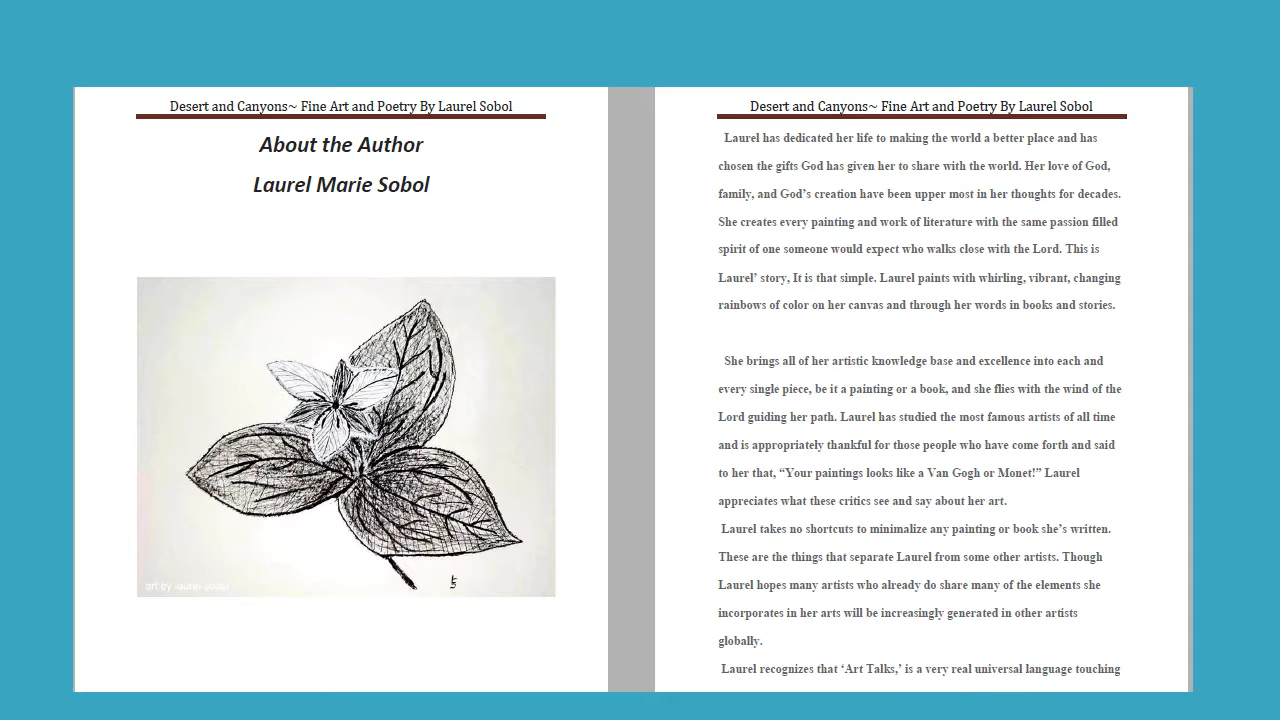 Desert and Canyons~ Fine Art and Poetry By Laurel Sobol
About the Author
Laurel Marie Sobol
art by laurel sobol
LS
Desert and Canyons~ Fine Art and Poetry By Laurel Sobol
Laurel has dedicated her life to making the world a better place and has
chosen the gifts God has given her to share with the world. Her love of God,
family, and God’s creation have been upper most in her thoughts for decades.
She creates every painting and work of literature with the same passion filled
spirit of one someone would expect who walks close with the Lord. This is
Laurel’ story, It is that simple. Laurel paints with whirling, vibrant, changing
rainbows of color on her canvas and through her words in books and stories.
She brings all of her artistic knowledge base and excellence into each and
every single piece, be it a painting or a book, and she flies with the wind of the
Lord guiding her path. Laurel has studied the most famous artists of all time
and is appropriately thankful for those people who have come forth and said
to her that, “Your paintings looks like a Van Gogh or Monet!” Laurel
appreciates what these critics see and say about her art.
Laurel takes no shortcuts to minimalize any painting or book she’s written.
These are the things that separate Laurel from some other artists. Though
Laurel hopes many artists who already do share many of the elements she
incorporates in her arts will be increasingly generated in other artists
globally.
Laurel recognizes that ‘Art Talks,’ is a very real universal language touching